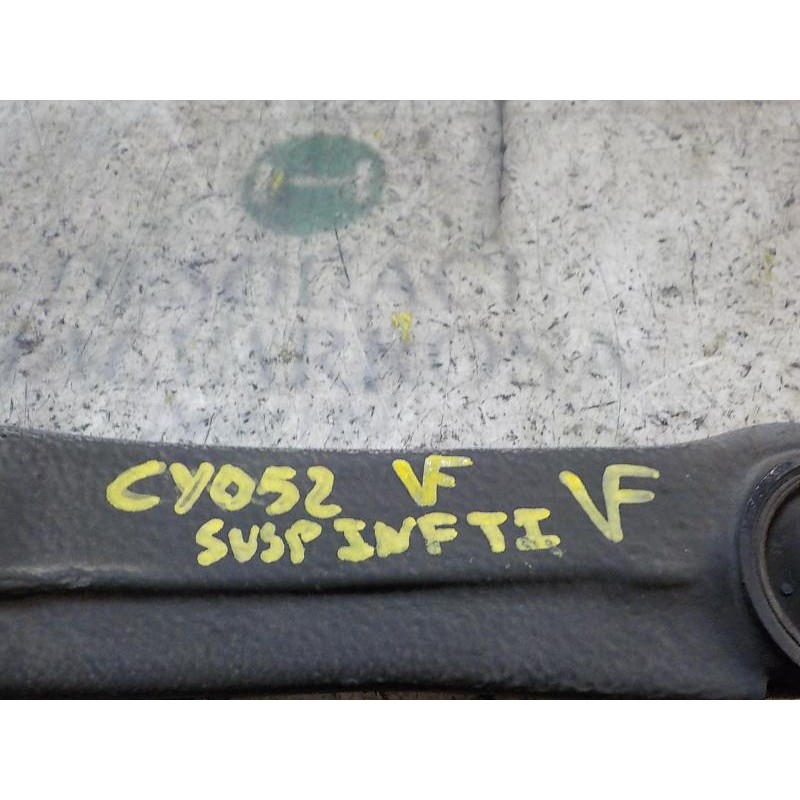 CY052 VF VF
SUSP INF TI